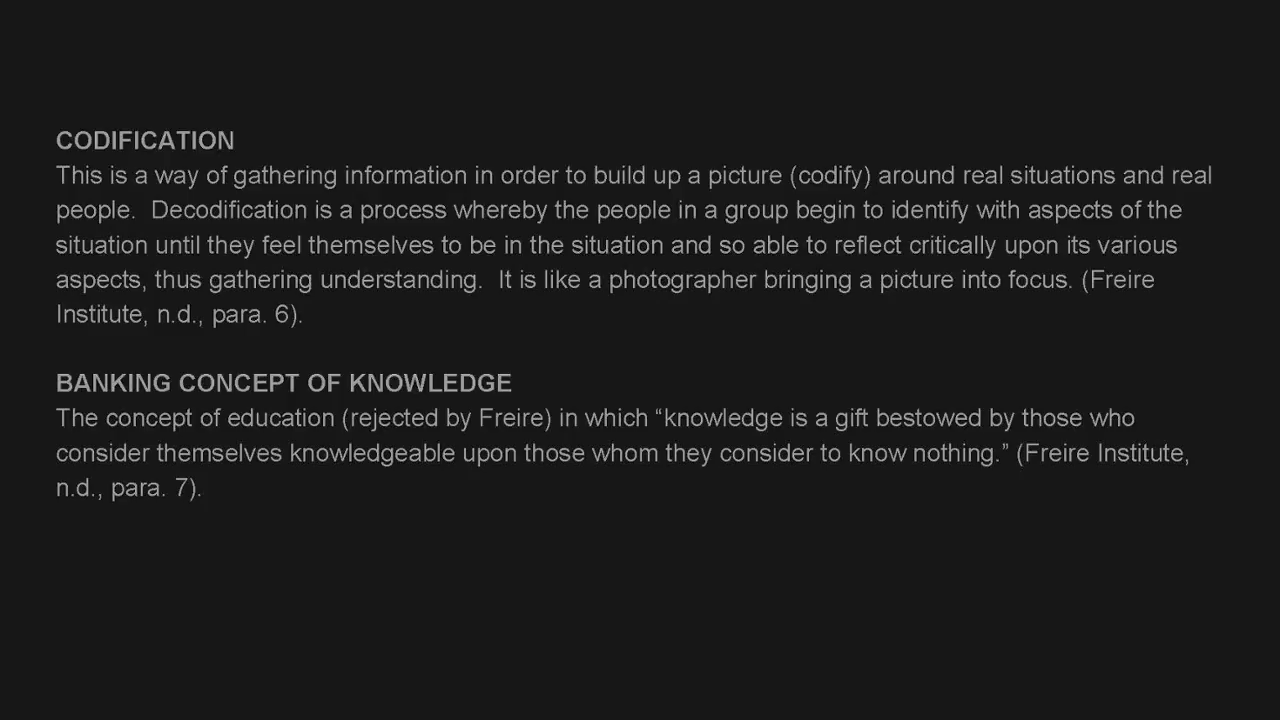 CODIFICATION
This is a way of gathering information in order to build up a picture (codify) around real situations and real
people.  Decodification is a process whereby the people in a group begin to identify with aspects of the
situation until they feel themselves to be in the situation and so able to reflect critically upon its various
aspects, thus gathering understanding.  It is like a photographer bringing a picture into focus. (Freire
Institute, n.d., para. 6).
BANKING CONCEPT OF KNOWLEDGE
The concept of education (rejected by Freire) in which “knowledge is a gift bestowed by those who
consider themselves knowledgeable upon those whom they consider to know nothing.” (Freire Institute,
n.d., para. 7).